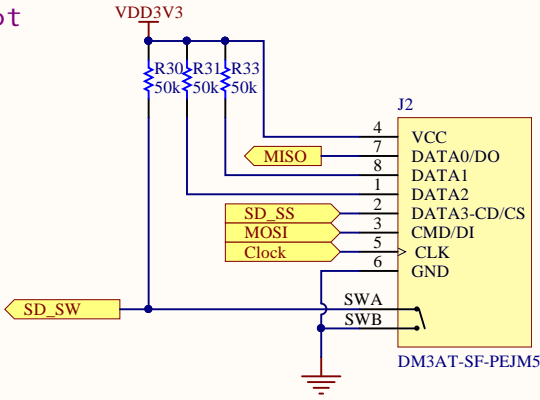 ot
VDD3V3
R30 R31 R33
50k 50k 50k
J2
4 VCC
MISO 7 DATA0/DO
8 DATA1
1 DATA2
SD_SS 2 DATA3-CD/CS
MOSI 3 CMD/DI
Clock 5 CLK
6 GND
SWA
SD_SW
SWB
DM3AT-SF-PEJM5